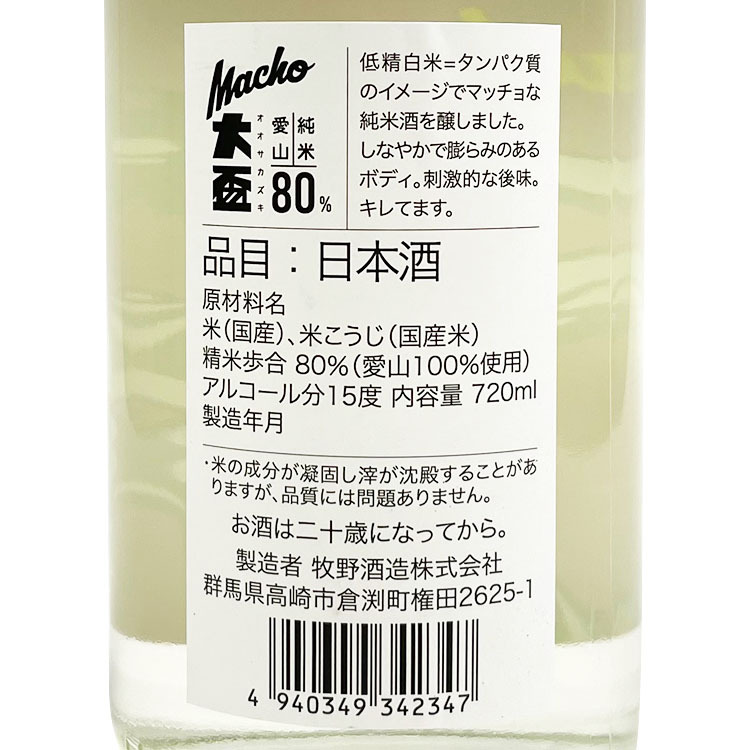 Macho
大盃
オオサカズキ
愛山
純米
80%
低精白米=タンパク質
のイメージでマッチョな
純米酒を醸しました。
しなやかで膨らみのある
ボディ。刺激的な後味。
キレてます。
品目：日本酒
原材料名
米(国産)、米こうじ(国産米)
精米歩合 80%(愛山100%使用)
アルコール分15度 内容量 720ml
製造年月
・米の成分が凝固し滓が沈殿することがあ
りますが、品質には問題ありません。
お酒は二十歳になってから。
製造者 牧野酒造株式会社
群馬県高崎市倉渕町権田2625-1
4 940349 342347